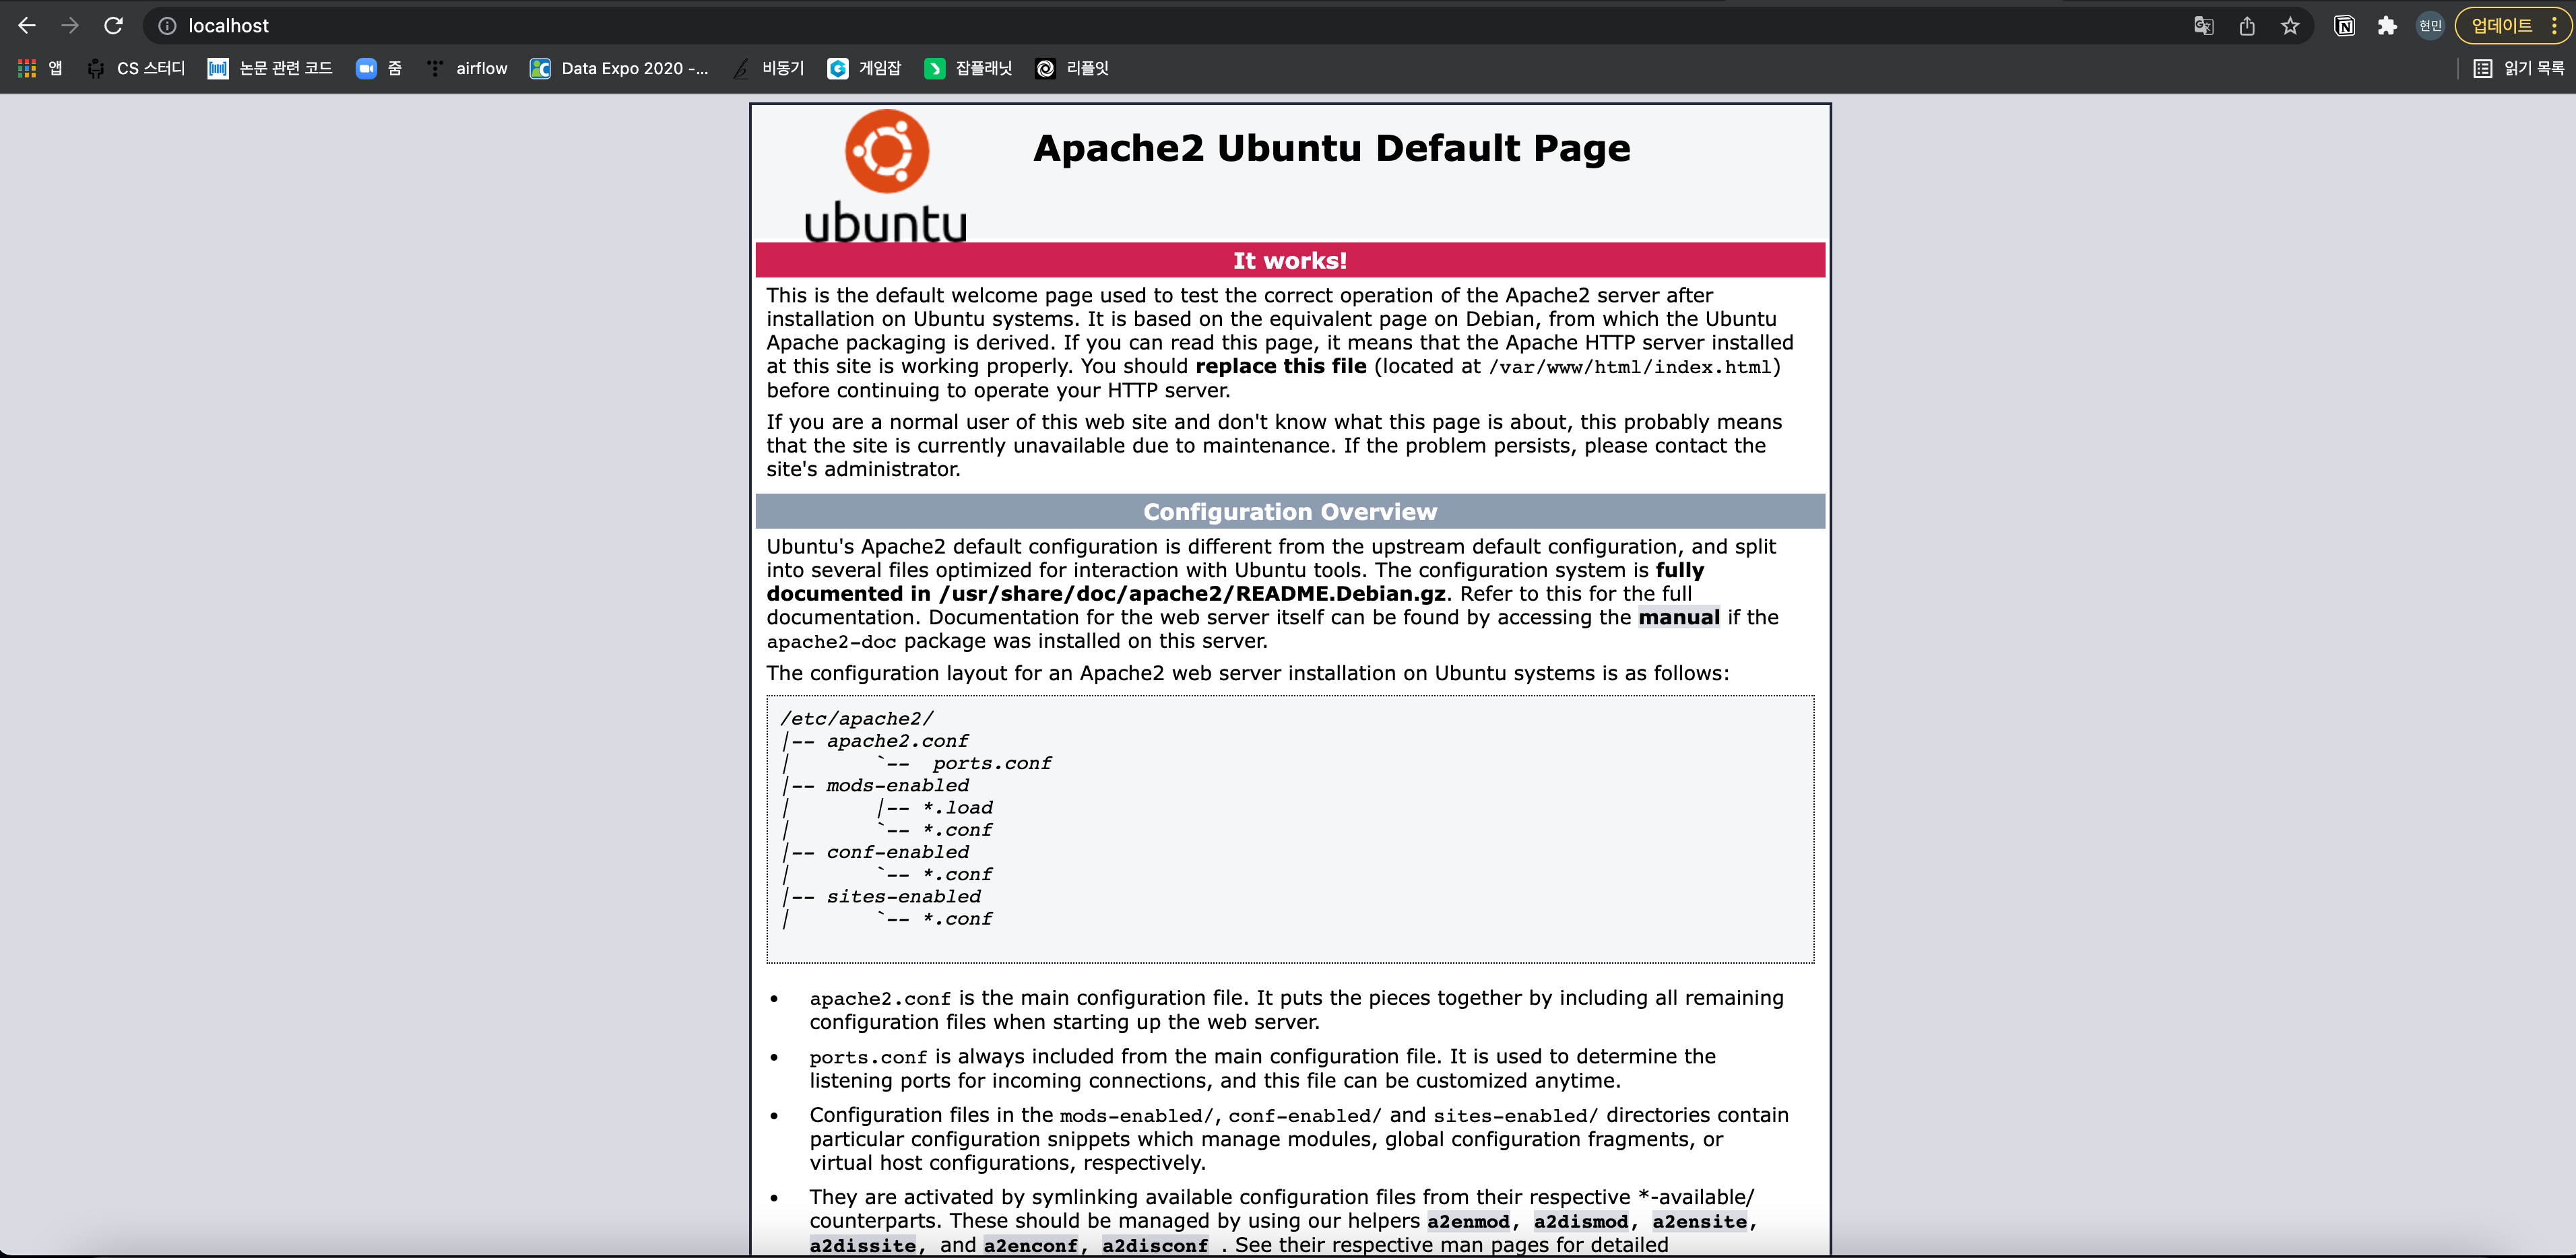 localhost
현민
업데이트
앱
CS 스터디
논문 관련 코드
줌
airflow
Data Expo 2020 -...
비동기
게임잡
잡플래닛
리플잇
읽기 목록
ubuntu
Apache2 Ubuntu Default Page
It works!
This is the default welcome page used to test the correct operation of the Apache2 server after
installation on Ubuntu systems. It is based on the equivalent page on Debian, from which the Ubuntu
Apache packaging is derived. If you can read this page, it means that the Apache HTTP server installed
at this site is working properly. You should replace this file (located at /var/www/html/index.html)
before continuing to operate your HTTP server.
If you are a normal user of this web site and don't know what this page is about, this probably means
that the site is currently unavailable due to maintenance. If the problem persists, please contact the
site's administrator.
Configuration Overview
Ubuntu's Apache2 default configuration is different from the upstream default configuration, and split
into several files optimized for interaction with Ubuntu tools. The configuration system is fully
documented in /usr/share/doc/apache2/README.Debian.gz. Refer to this for the full
documentation. Documentation for the web server itself can be found by accessing the manual if the
apache2-doc package was installed on this server.
The configuration layout for an Apache2 web server installation on Ubuntu systems is as follows:
/etc/apache2/
|-- apache2.conf
|       `--  ports.conf
|-- mods-enabled
|       |-- *.load
|       `-- *.conf
|-- conf-enabled
|       `-- *.conf
|-- sites-enabled
|       `-- *.conf
• apache2.conf is the main configuration file. It puts the pieces together by including all remaining
configuration files when starting up the web server.
• ports.conf is always included from the main configuration file. It is used to determine the
listening ports for incoming connections, and this file can be customized anytime.
• Configuration files in the mods-enabled/, conf-enabled/ and sites-enabled/ directories contain
particular configuration snippets which manage modules, global configuration fragments, or
virtual host configurations, respectively.
• They are activated by symlinking available configuration files from their respective *-available/
counterparts. These should be managed by using our helpers a2enmod, a2dismod, a2ensite,
a2dissite, and a2enconf, a2disconf . See their respective man pages for detailed